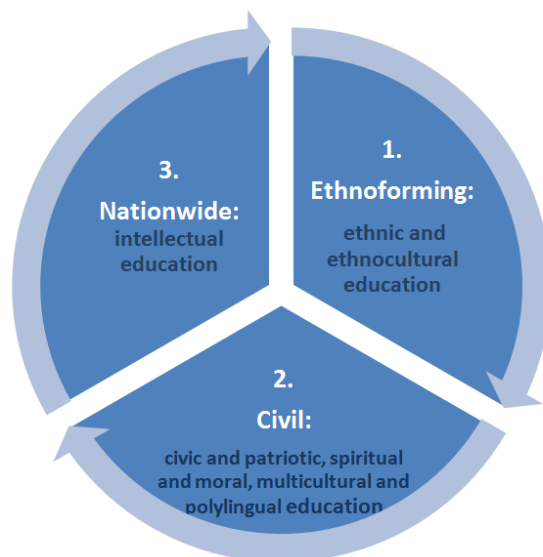 1.
Ethnoforming:
ethnic and
ethnocultural
education
2.
Civil:
civic and patriotic, spiritual
and moral, multicultural and
polylingual education
3.
Nationwide:
intellectual
education